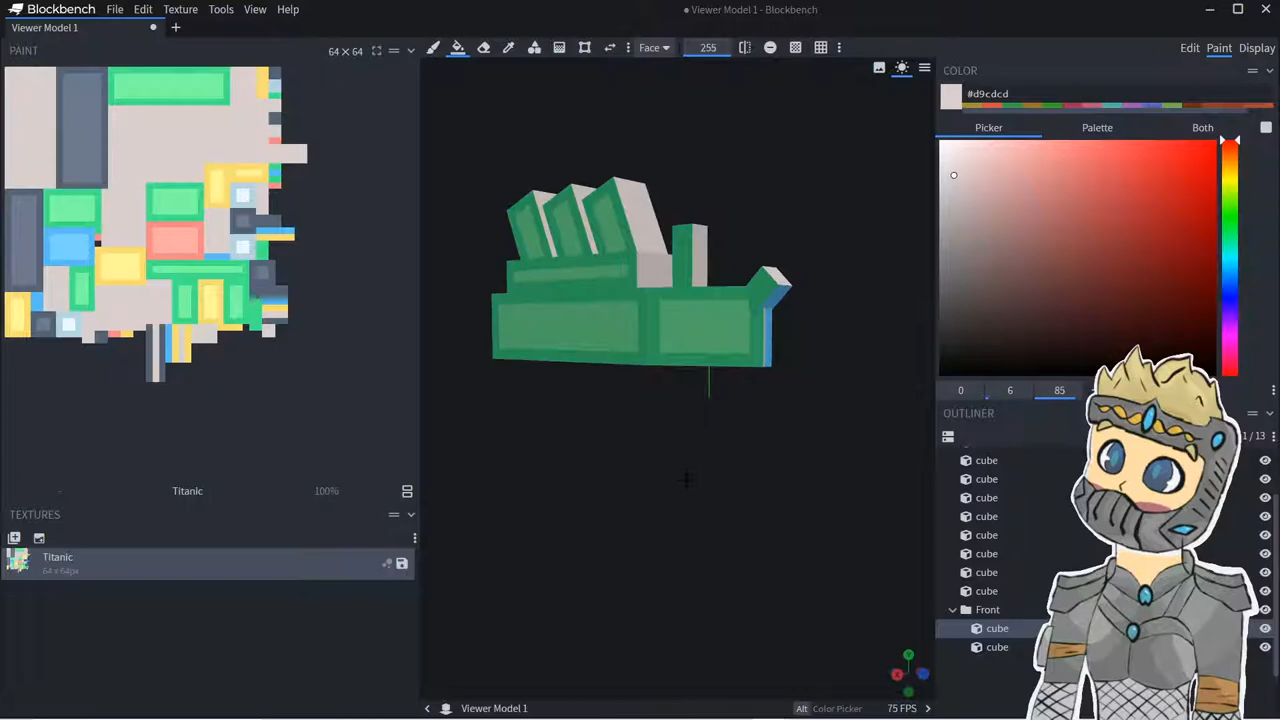 Blockbench File Edit Texture Tools View Help
● Viewer Model 1 - Blockbench
Viewer Model 1
PAINT 64 × 64
Face 255
Edit Paint Display
COLOR
#d9cdcd
Picker Palette Both
0 6 85
OUTLINER
1 / 13
cube
cube
cube
cube
cube
cube
cube
cube
Front
cube
cube
Titanic 100%
TEXTURES
Titanic
64 x 64px
Viewer Model 1
Alt Color Picker 75 FPS
Y
X